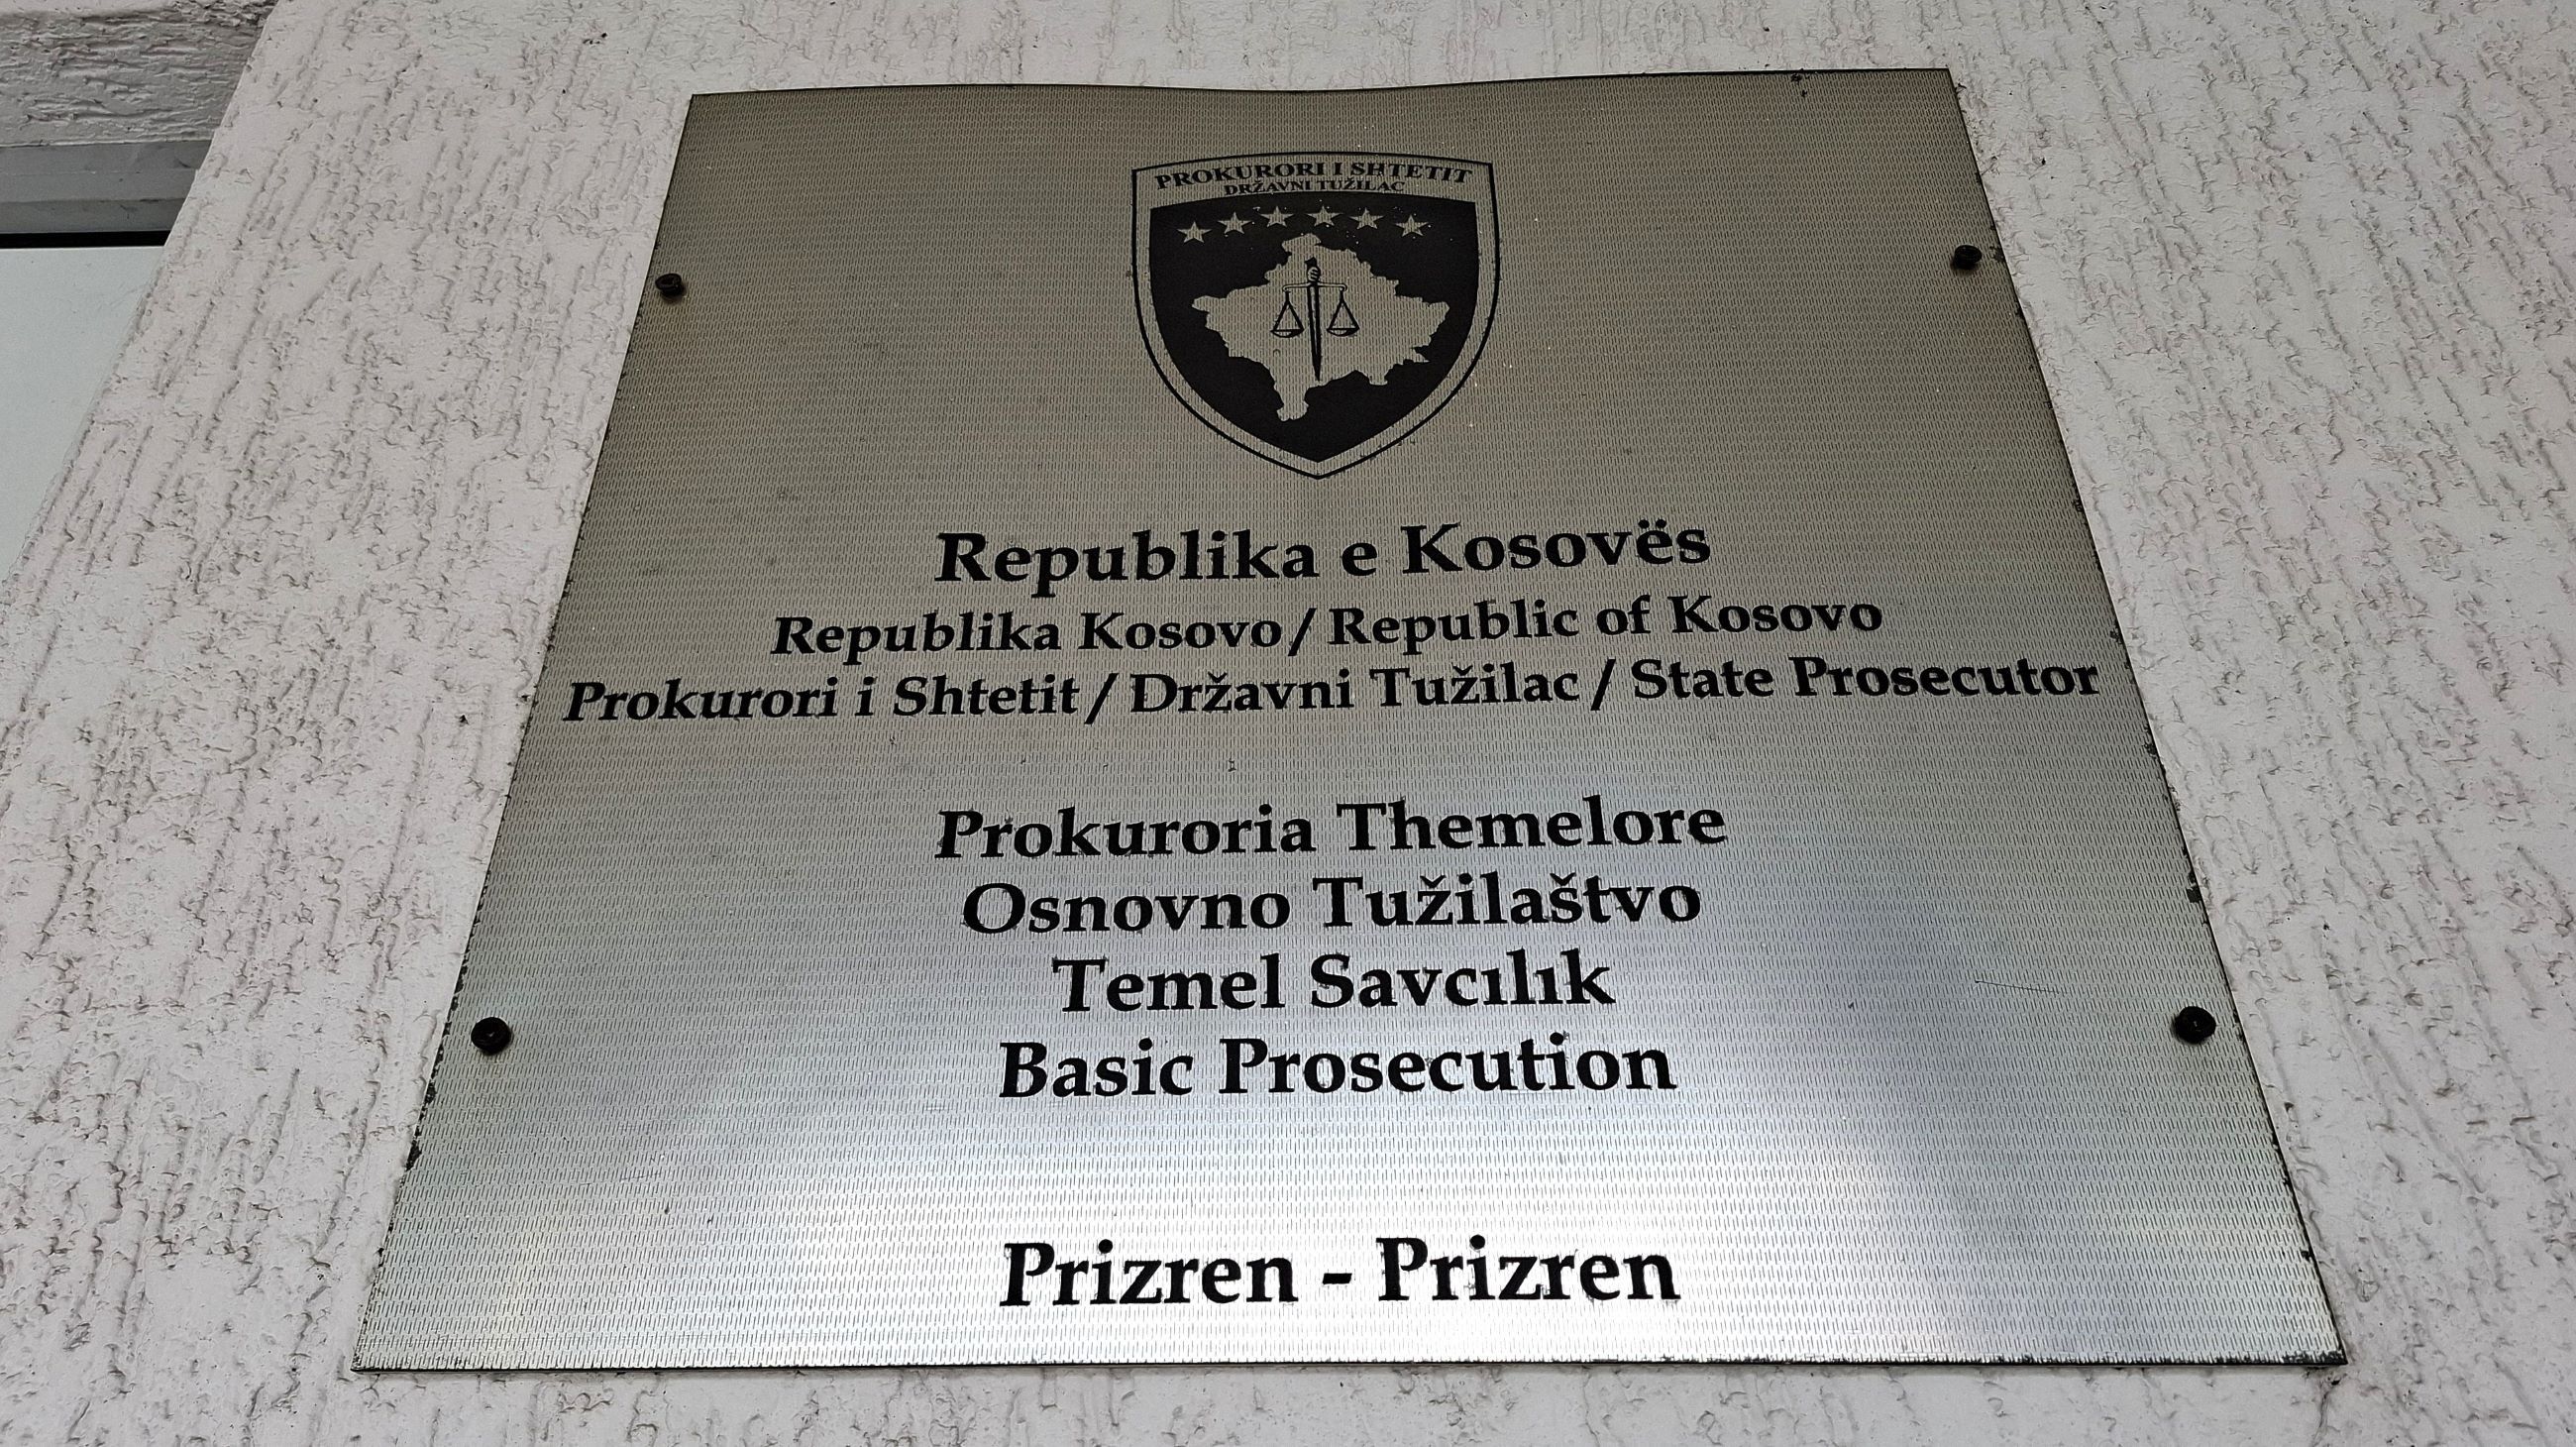 PROKURORI I SHTETIT
DRŽAVNI TUŽILAC
Republika e Kosovës
Republika Kosovo / Republic of Kosovo
Prokurori i Shtetit / Državni Tužilac / State Prosecutor
Prokuroria Themelore
Osnovno Tužilaštvo
Temel Savcılık
Basic Prosecution
Prizren - Prizren